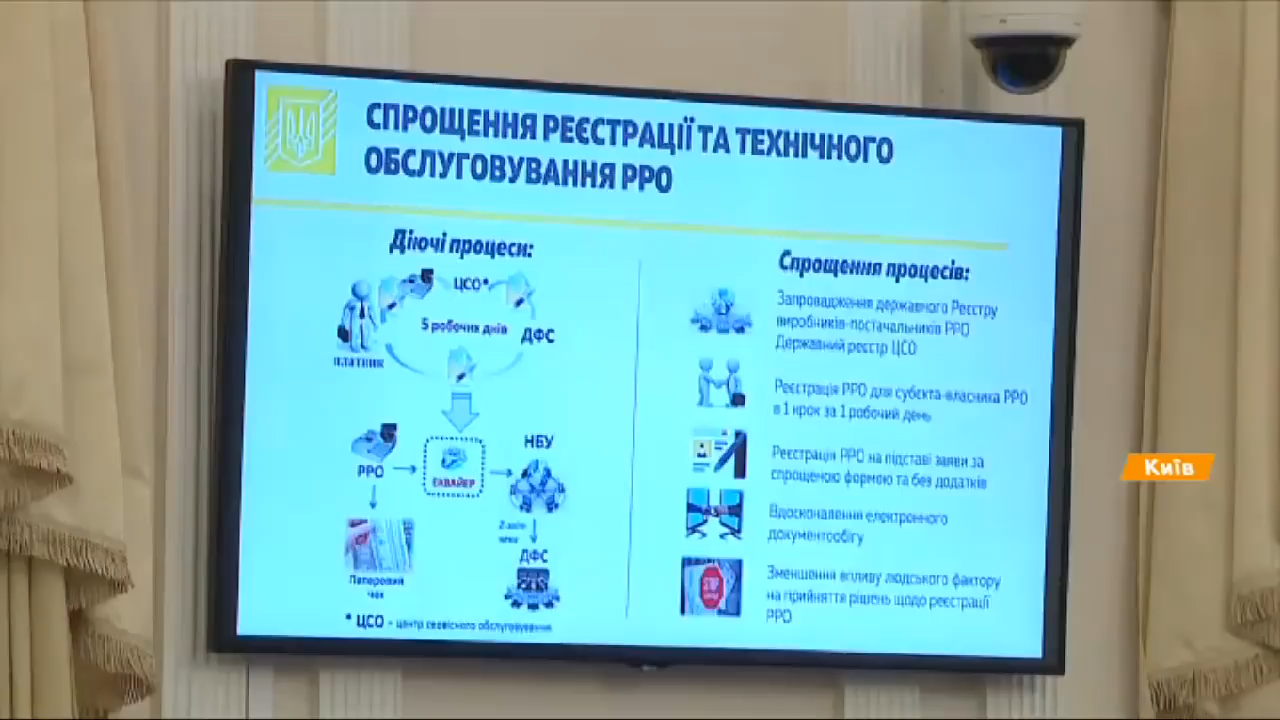 СПРОЩЕННЯ РЕЄСТРАЦІЇ ТА ТЕХНІЧНОГО
ОБСЛУГОВУВАННЯ РРО
Діючі процеси:
ЦСО*
5 робочих днів
ДФС
платник
РРО
ЕКВАЙЕР
НБУ
ДФС
Паперовий
чек
* ЦСО - центр сервісного обслуговування
Спрощення процесів:
Запровадження державного Реєстру
виробників-постачальників РРО
Державний реєстр ЦСО
Реєстрація РРО для субєкта-власника РРО
в 1 крок за 1 робочий день
Реєстрація РРО на підставі заяви за
спрощеною формою та без додатків
Вдосконалення електронного
документообігу
Зменшення впливу людського фактору
на прийняття рішень щодо реєстрації
РРО
STOP
Київ